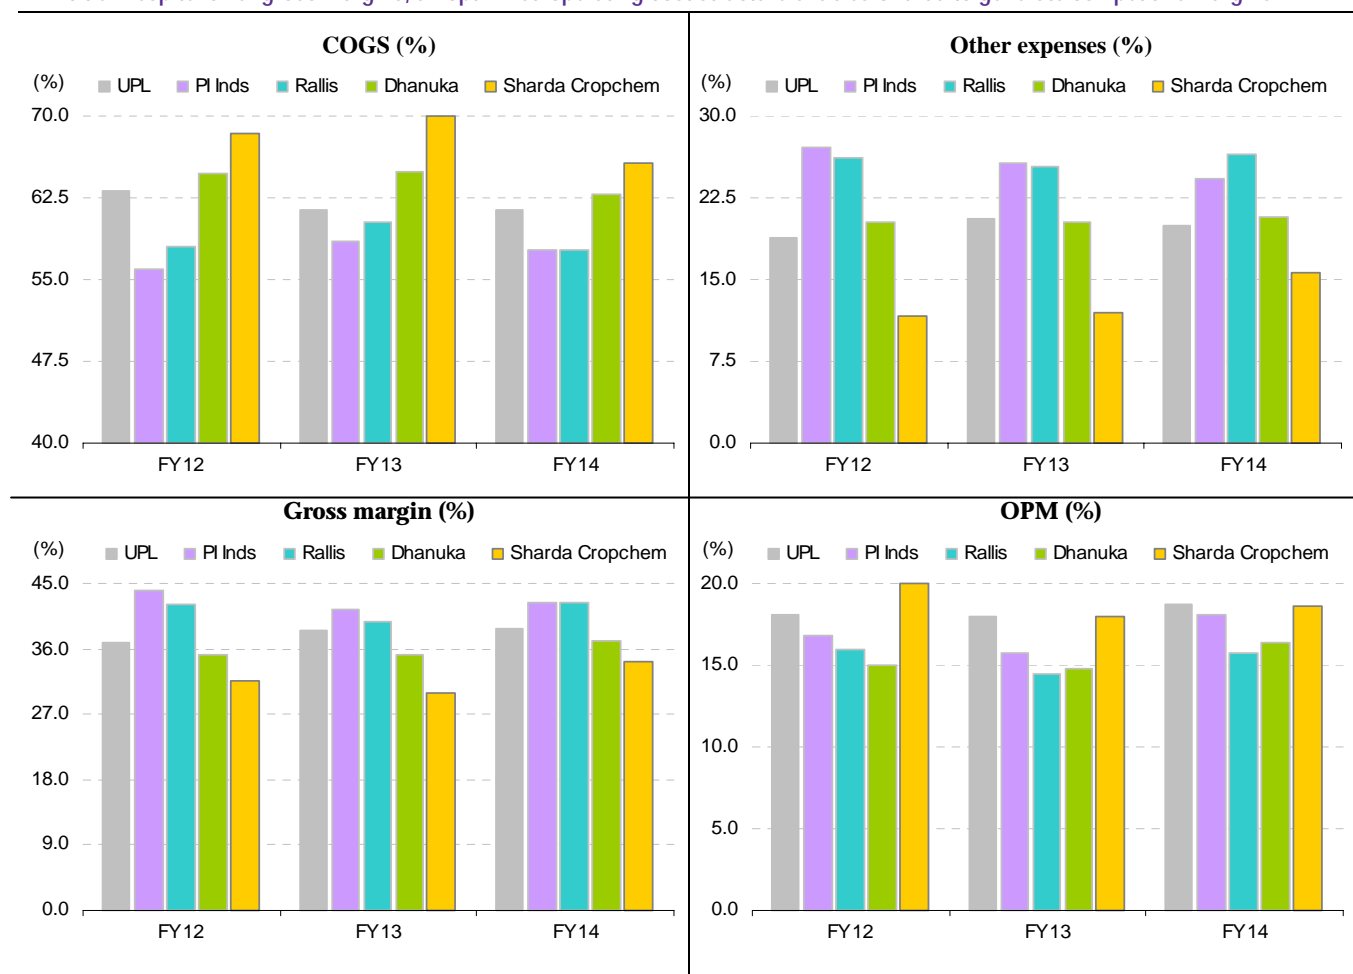 COGS (%)
(%) UPL PI Inds Rallis Dhanuka Sharda Cropchem
70.0
62.5
55.0
47.5
40.0
FY12 FY13 FY14
Other expenses (%)
(%) UPL PI Inds Rallis Dhanuka Sharda Cropchem
30.0
22.5
15.0
7.5
0.0
FY12 FY13 FY14
Gross margin (%)
(%) UPL PI Inds Rallis Dhanuka Sharda Cropchem
45.0
36.0
27.0
18.0
9.0
0.0
FY12 FY13 FY14
OPM (%)
(%) UPL PI Inds Rallis Dhanuka Sharda Cropchem
20.0
15.0
10.0
5.0
0.0
FY12 FY13 FY14